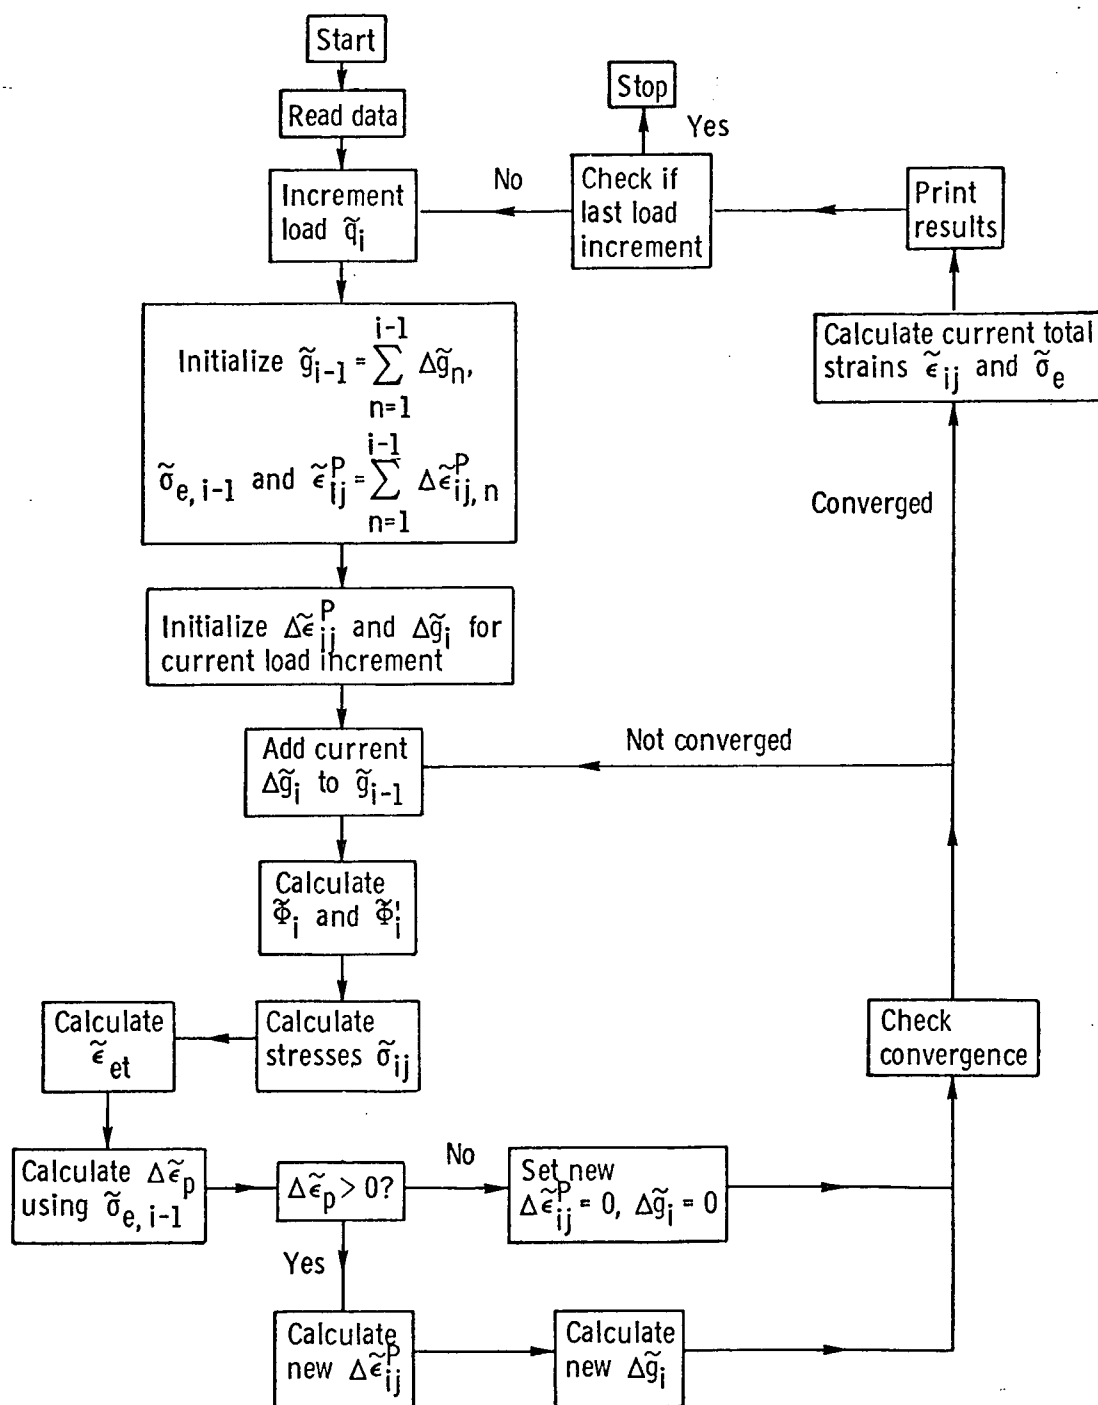 Start
Read data
Increment
load q̃i
Stop
Yes
No
Check if
last load
increment
Print
results
Calculate current total
strains ϵ̃ij and σ̃e
Initialize g̃i-1 = ∑ Δg̃n,
i-1
n=1
σ̃e, i-1 and ϵ̃ijP = ∑ Δϵ̃ij, nP
i-1
n=1
Converged
Initialize Δϵ̃ijP and Δg̃i for
current load increment
Add current
Δg̃i to g̃i-1
Not converged
Calculate
Φ̃i and Φ̃i'
Calculate
stresses σ̃ij
Calculate
ϵ̃et
Check
convergence
Calculate Δϵ̃p
using σ̃e, i-1
Δϵ̃p > 0?
No
Set new
Δϵ̃ijP = 0, Δg̃i = 0
Yes
Calculate
new Δϵ̃ijP
Calculate
new Δg̃i